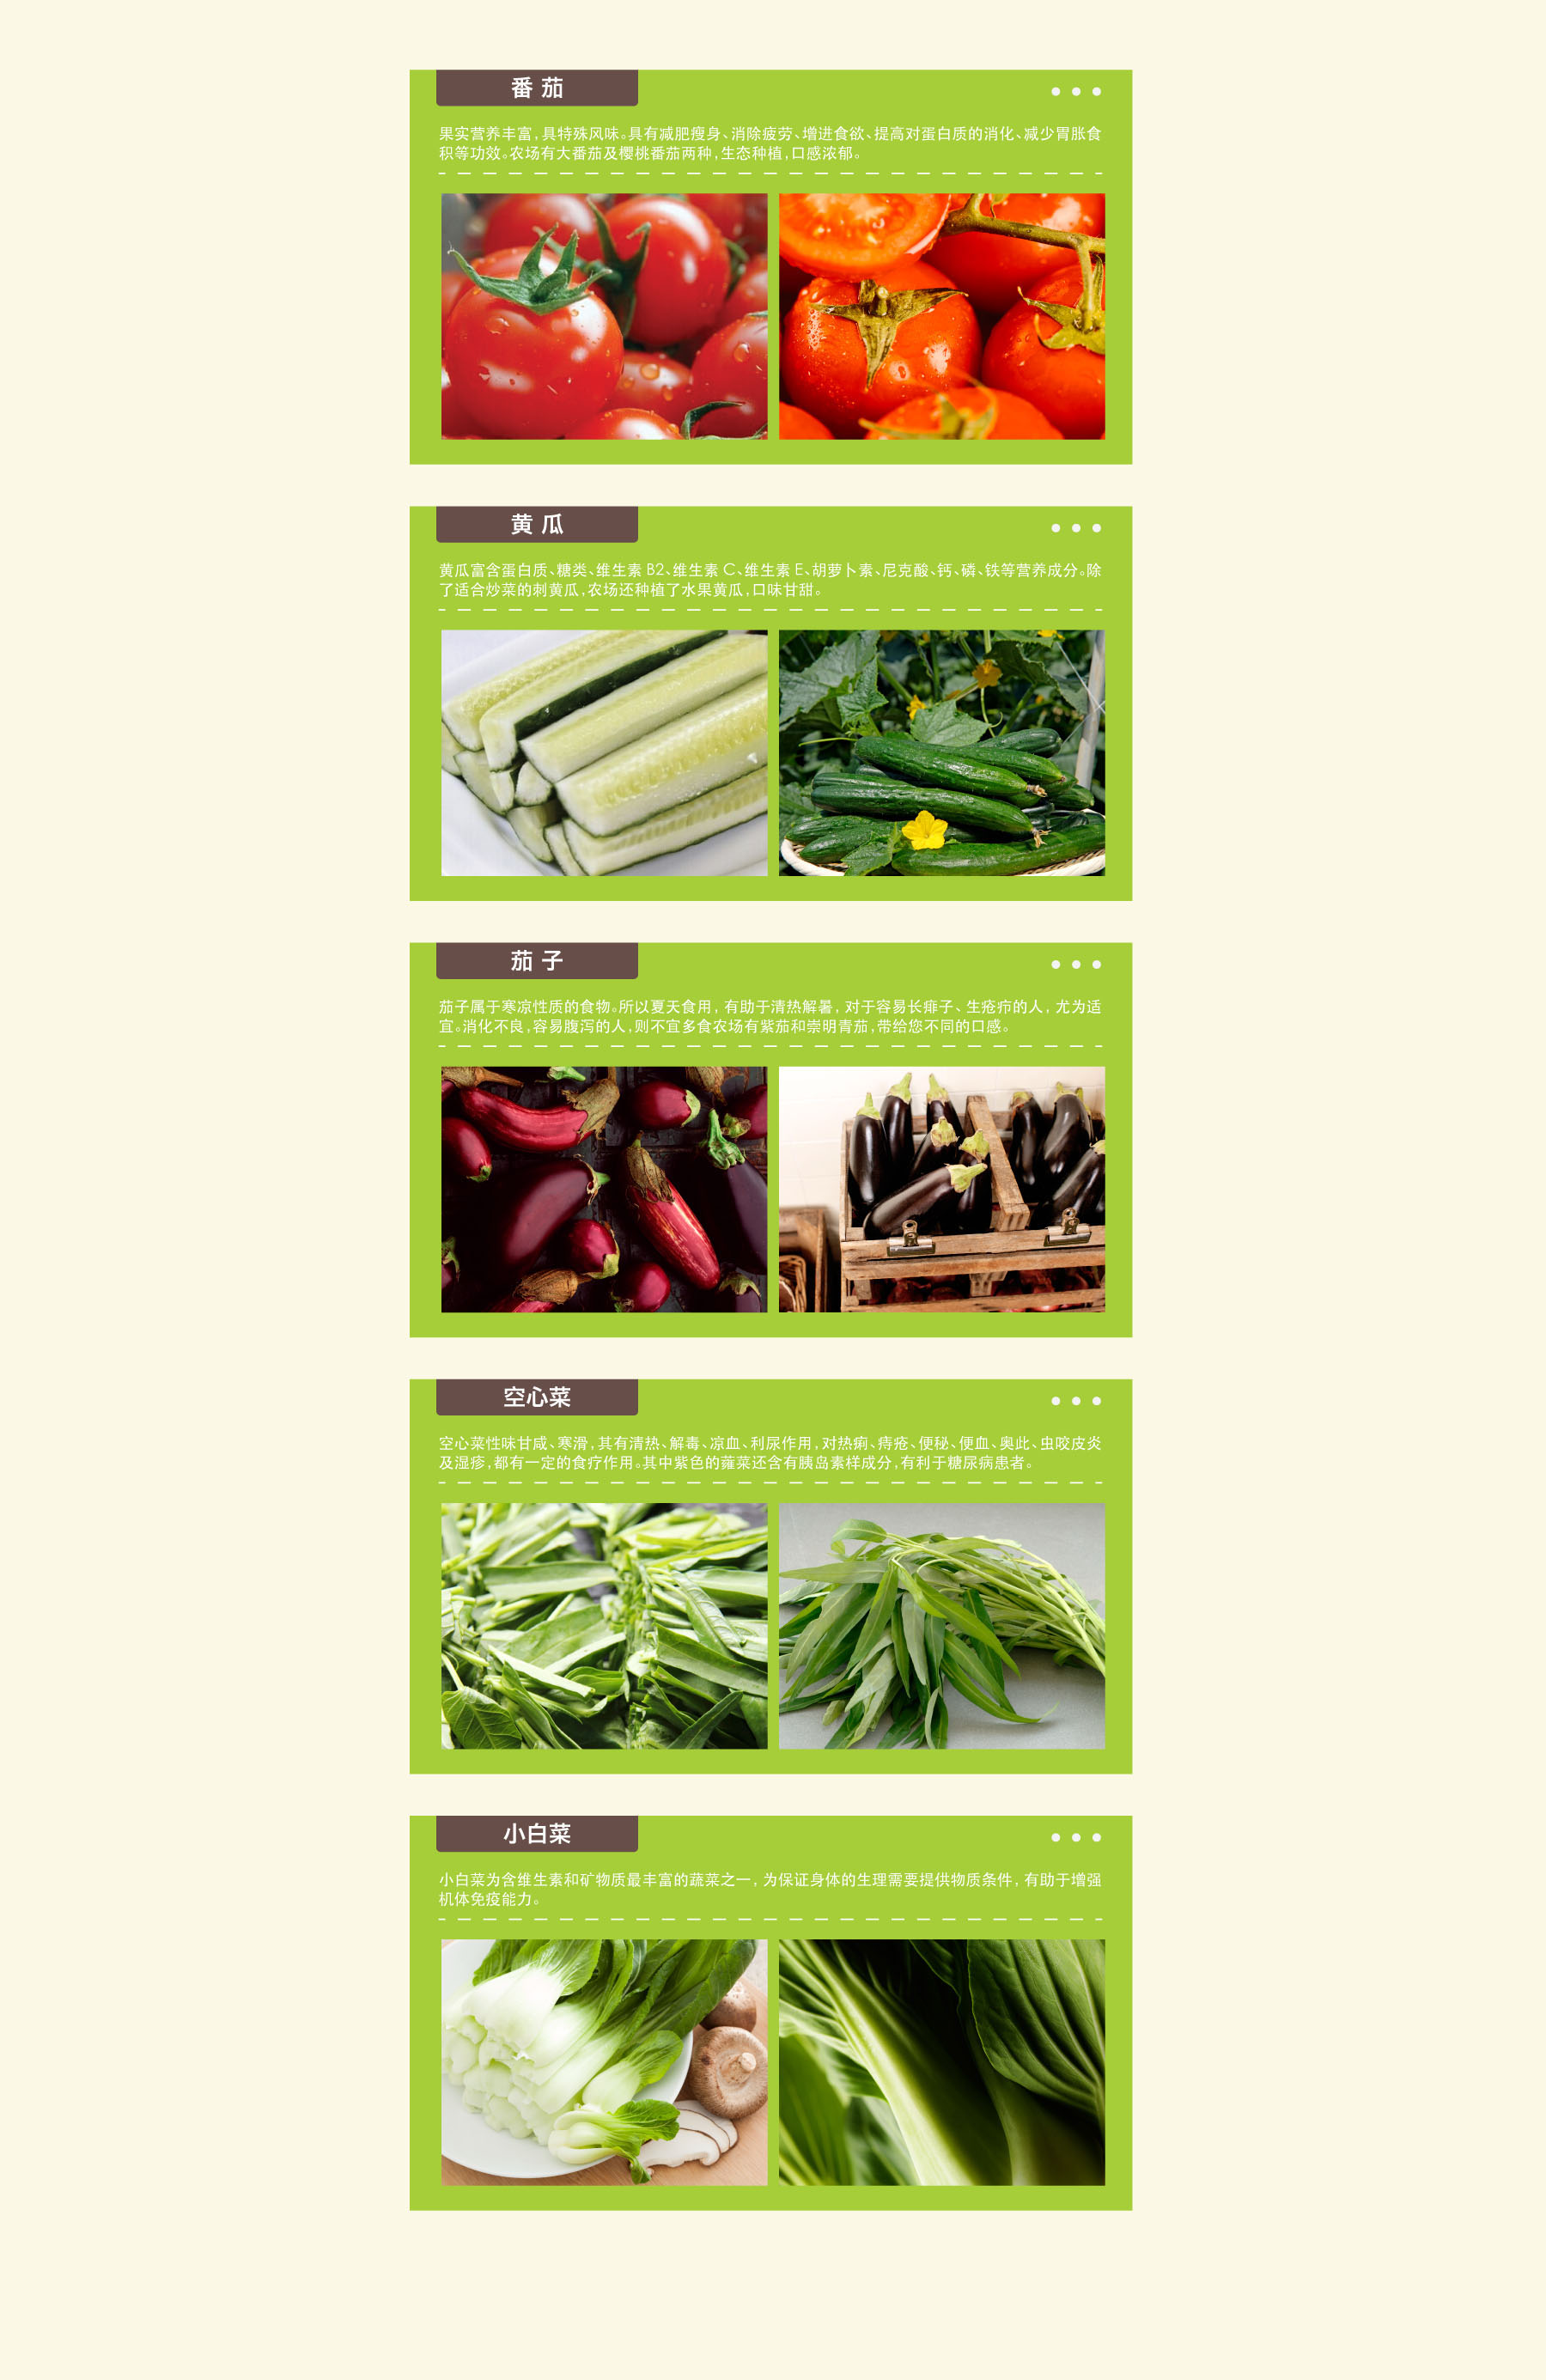 番 茄
果实营养丰富,具特殊风味。具有减肥瘦身、消除疲劳、增进食欲、提高对蛋白质的消化、减少胃胀食
积等功效。农场有大番茄及樱桃番茄两种,生态种植,口感浓郁。
黄 瓜
黄瓜富含蛋白质、糖类、维生素 B2、维生素 C、维生素 E、胡萝卜素、尼克酸、钙、磷、铁等营养成分。除
了适合炒菜的刺黄瓜,农场还种植了水果黄瓜,口味甘甜。
茄 子
茄子属于寒凉性质的食物。所以夏天食用, 有助于清热解暑, 对于容易长痱子、生疮疖的人, 尤为适
宜。消化不良,容易腹泻的人,则不宜多食农场有紫茄和崇明青茄,带给您不同的口感。
空心菜
空心菜性味甘咸、寒滑,其有清热、解毒、凉血、利尿作用,对热痢、痔疮、便秘、便血、奥此、虫咬皮炎
及湿疹,都有一定的食疗作用。其中紫色的蕹菜还含有胰岛素样成分,有利于糖尿病患者。
小白菜
小白菜为含维生素和矿物质最丰富的蔬菜之一, 为保证身体的生理需要提供物质条件, 有助于增强
机体免疫能力。